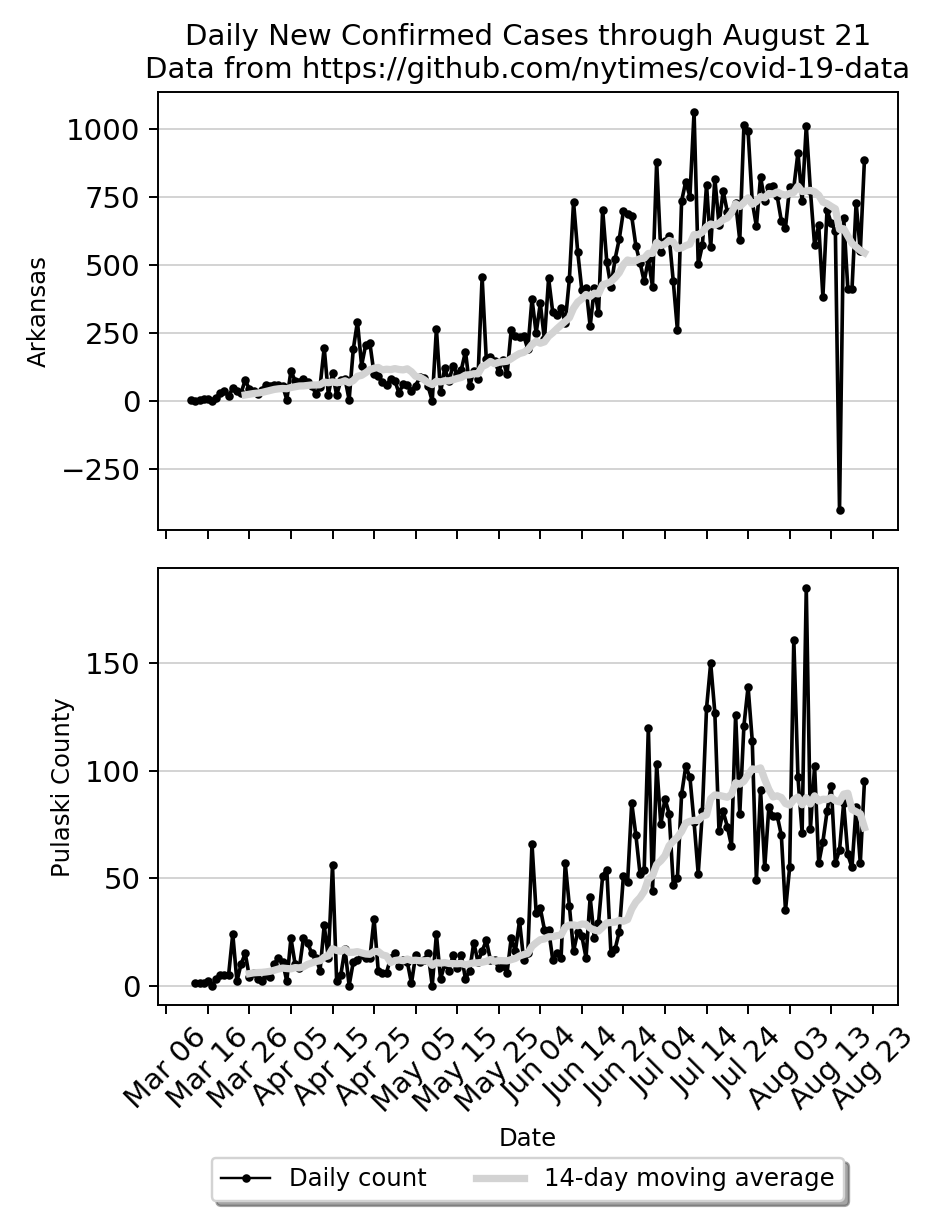 Daily New Confirmed Cases through August 21
Data from https://github.com/nytimes/covid-19-data
1000
750
500
250
0
−250
Arkansas
150
100
50
0
Pulaski County
Mar 06
Mar 16
Mar 26
Apr 05
Apr 15
Apr 25
May 05
May 15
May 25
Jun 04
Jun 14
Jun 24
Jul 04
Jul 14
Jul 24
Aug 03
Aug 13
Aug 23
Date
Daily count
14-day moving average